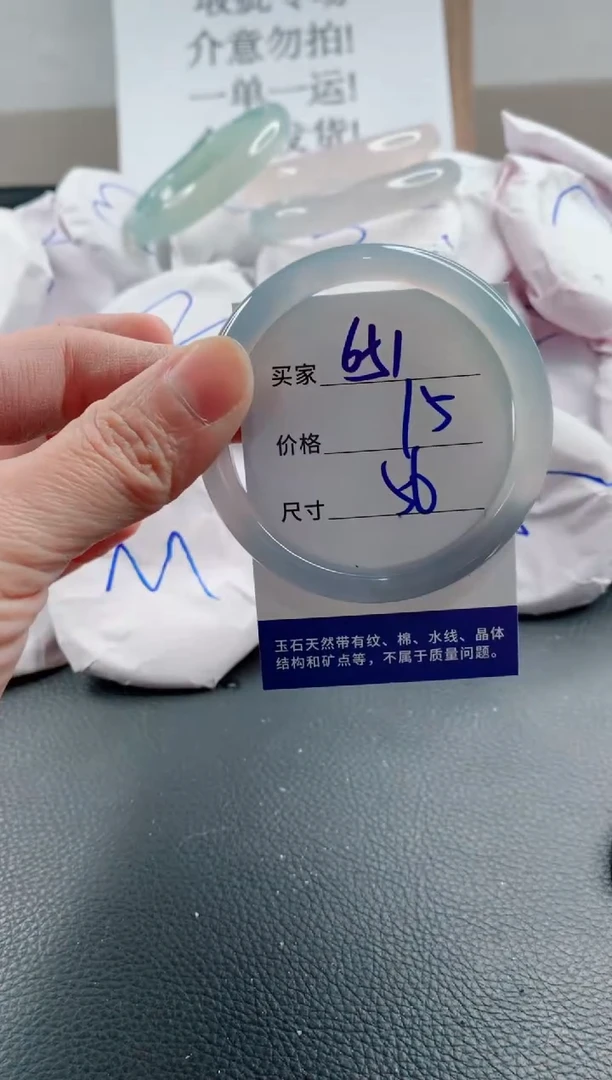 介意勿拍!
一单一运!
发货!
买家 651
价格 15
尺寸 56
玉石天然带有纹、棉、水线、晶体
结构和矿点等，不属于质量问题。
M
M